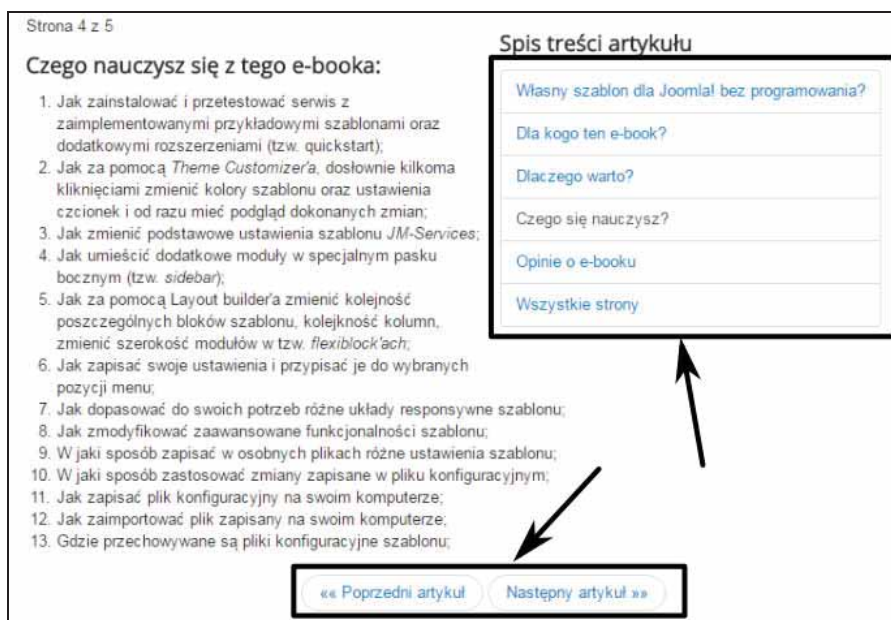 Strona 4 z 5
Czego nauczysz się z tego e-booka:
1. Jak zainstalować i przetestować serwis z
zaimplementowanymi przykładowymi szablonami oraz
dodatkowymi rozszerzeniami (tzw. quickstart);
2. Jak za pomocą Theme Customizer'a, dosłownie kilkoma
kliknięciami zmienić kolory szablonu oraz ustawienia
czcionek i od razu mieć podgląd dokonanych zmian;
3. Jak zmienić podstawowe ustawienia szablonu JM-Services;
4. Jak umieścić dodatkowe moduły w specjalnym pasku
bocznym (tzw. sidebar);
5. Jak za pomocą Layout builder'a zmienić kolejność
poszczególnych bloków szablonu, kolejkność kolumn,
zmienić szerokość modułów w tzw. flexiblock'ach;
6. Jak zapisać swoje ustawienia i przypisać je do wybranych
pozycji menu;
7. Jak dopasować do swoich potrzeb różne układy responsywne szablonu;
8. Jak zmodyfikować zaawansowane funkcjonalności szablonu;
9. W jaki sposób zapisać w osobnych plikach różne ustawienia szablonu;
10. W jaki sposób zastosować zmiany zapisane w pliku konfiguracyjnym;
11. Jak zapisać plik konfiguracyjny na swoim komputerze;
12. Jak zaimportować plik zapisany na swoim komputerze;
13. Gdzie przechowywane są pliki konfiguracyjne szablonu;
Spis treści artykułu
Własny szablon dla Joomla! bez programowania?
Dla kogo ten e-book?
Dlaczego warto?
Czego się nauczysz?
Opinie o e-booku
Wszystkie strony
«« Poprzedni artykuł
Następny artykuł »»